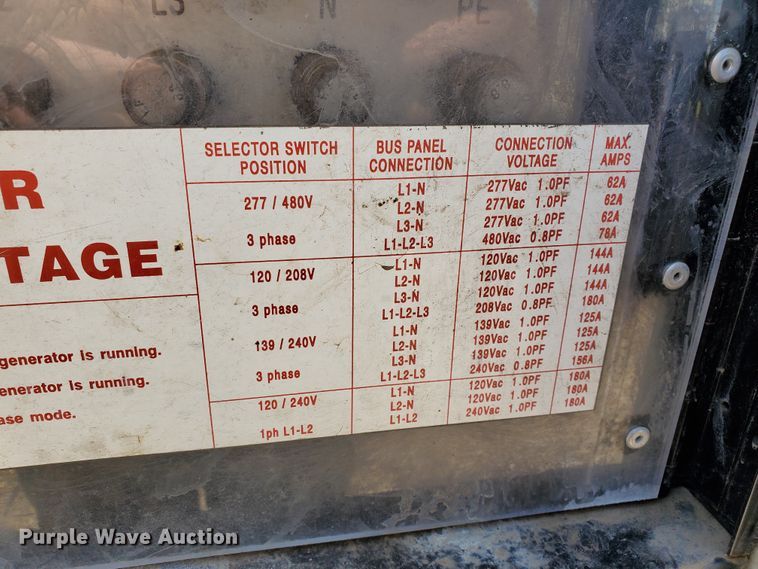 L3 N PE
SELECTOR SWITCH POSITION BUS PANEL CONNECTION CONNECTION VOLTAGE MAX. AMPS
R
TAGE
277 / 480V L1-N 277Vac 1.0PF 62A
L2-N 277Vac 1.0PF 62A
L3-N 277Vac 1.0PF 62A
3 phase L1-L2-L3 480Vac 0.8PF 78A
120 / 208V L1-N 120Vac 1.0PF 144A
L2-N 120Vac 1.0PF 144A
L3-N 120Vac 1.0PF 144A
3 phase L1-L2-L3 208Vac 0.8PF 180A
139 / 240V L1-N 139Vac 1.0PF 125A
L2-N 139Vac 1.0PF 125A
L3-N 139Vac 1.0PF 125A
3 phase L1-L2-L3 240Vac 0.8PF 156A
120 / 240V L1-N 120Vac 1.0PF 180A
L2-N 120Vac 1.0PF 180A
1ph L1-L2 L1-L2 240Vac 1.0PF 180A
generator is running.
enerator is running.
ase mode.
Purple Wave Auction